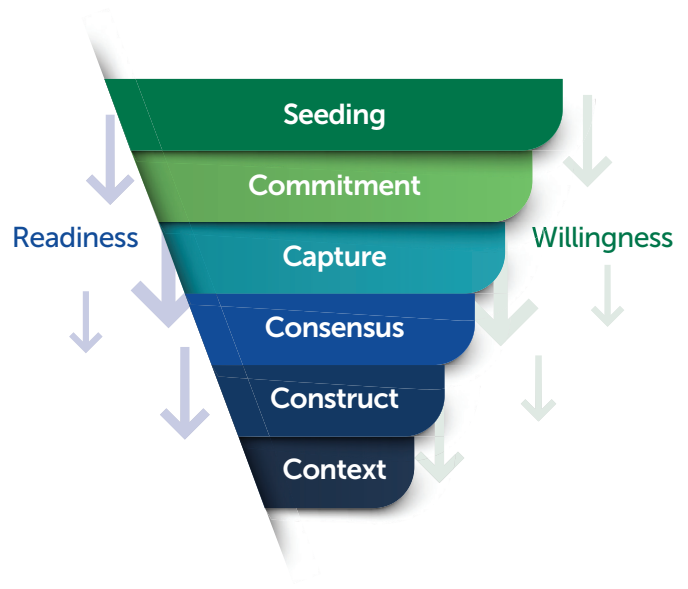 Seeding
Commitment
Readiness
Willingness
Capture
Consensus
Construct
Context